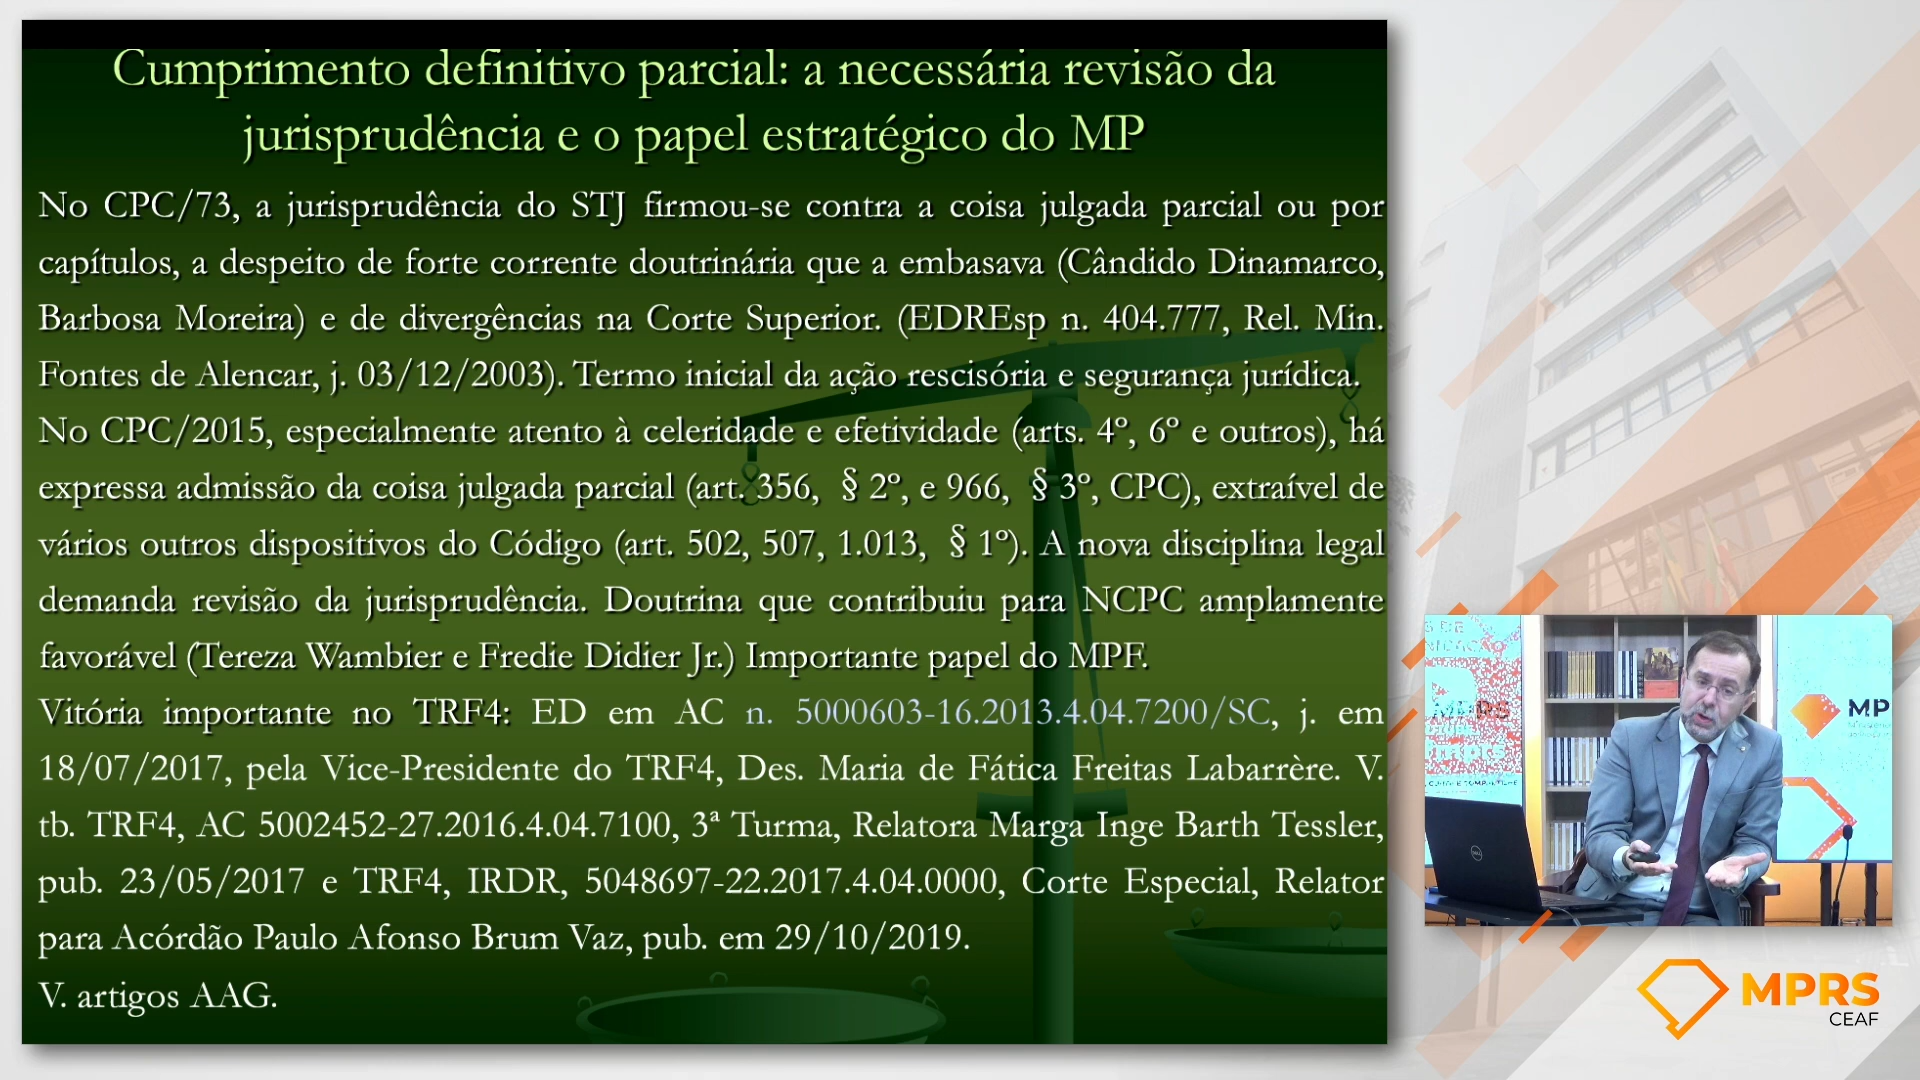 Cumprimento definitivo parcial: a necessária revisão da
jurisprudência e o papel estratégico do MP
No CPC/73, a jurisprudência do STJ firmou-se contra a coisa julgada parcial ou por
capítulos, a despeito de forte corrente doutrinária que a embasava (Cândido Dinamarco,
Barbosa Moreira) e de divergências na Corte Superior. (EDREsp n. 404.777, Rel. Min.
Fontes de Alencar, j. 03/12/2003). Termo inicial da ação rescisória e segurança jurídica.
No CPC/2015, especialmente atento à celeridade e efetividade (arts. 4º, 6º e outros), há
expressa admissão da coisa julgada parcial (art. 356, § 2º, e 966, § 3º, CPC), extraível de
vários outros dispositivos do Código (art. 502, 507, 1.013, § 1º). A nova disciplina legal
demanda revisão da jurisprudência. Doutrina que contribuiu para NCPC amplamente
favorável (Tereza Wambier e Fredie Didier Jr.) Importante papel do MPF.
Vitória importante no TRF4: ED em AC n. 5000603-16.2013.4.04.7200/SC, j. em
18/07/2017, pela Vice-Presidente do TRF4, Des. Maria de Fática Freitas Labarrère. V.
tb. TRF4, AC 5002452-27.2016.4.04.7100, 3ª Turma, Relatora Marga Inge Barth Tessler,
pub. 23/05/2017 e TRF4, IRDR, 5048697-22.2017.4.04.0000, Corte Especial, Relator
para Acórdão Paulo Afonso Brum Vaz, pub. em 29/10/2019.
V. artigos AAG.
MP
MPRS
CEAF